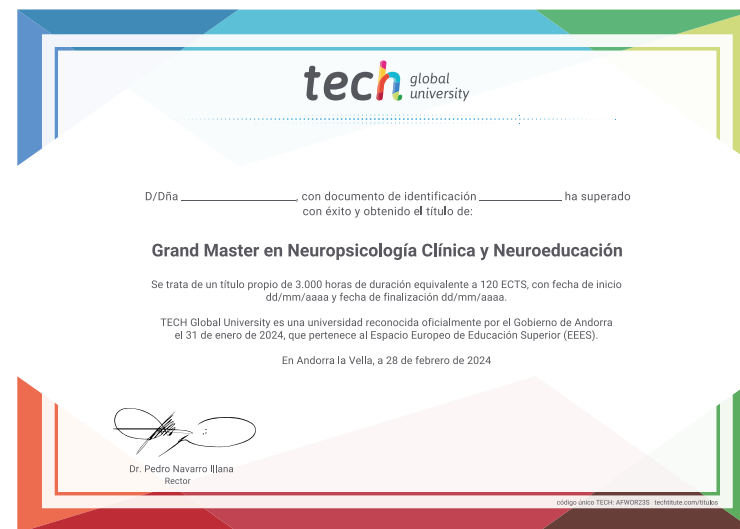 tech global university
D/Dña ____________, con documento de identificación ____________ ha superado
con éxito y obtenido el título de:
Grand Master en Neuropsicología Clínica y Neuroeducación
Se trata de un título propio de 3.000 horas de duración equivalente a 120 ECTS, con fecha de inicio
dd/mm/aaaa y fecha de finalización dd/mm/aaaa.
TECH Global University es una universidad reconocida oficialmente por el Gobierno de Andorra
el 31 de enero de 2024, que pertenece al Espacio Europeo de Educación Superior (EEES).
En Andorra la Vella, a 28 de febrero de 2024
Dr. Pedro Navarro Illana
Rector
código único TECH: AFWOR23S techtitute.com/titulos